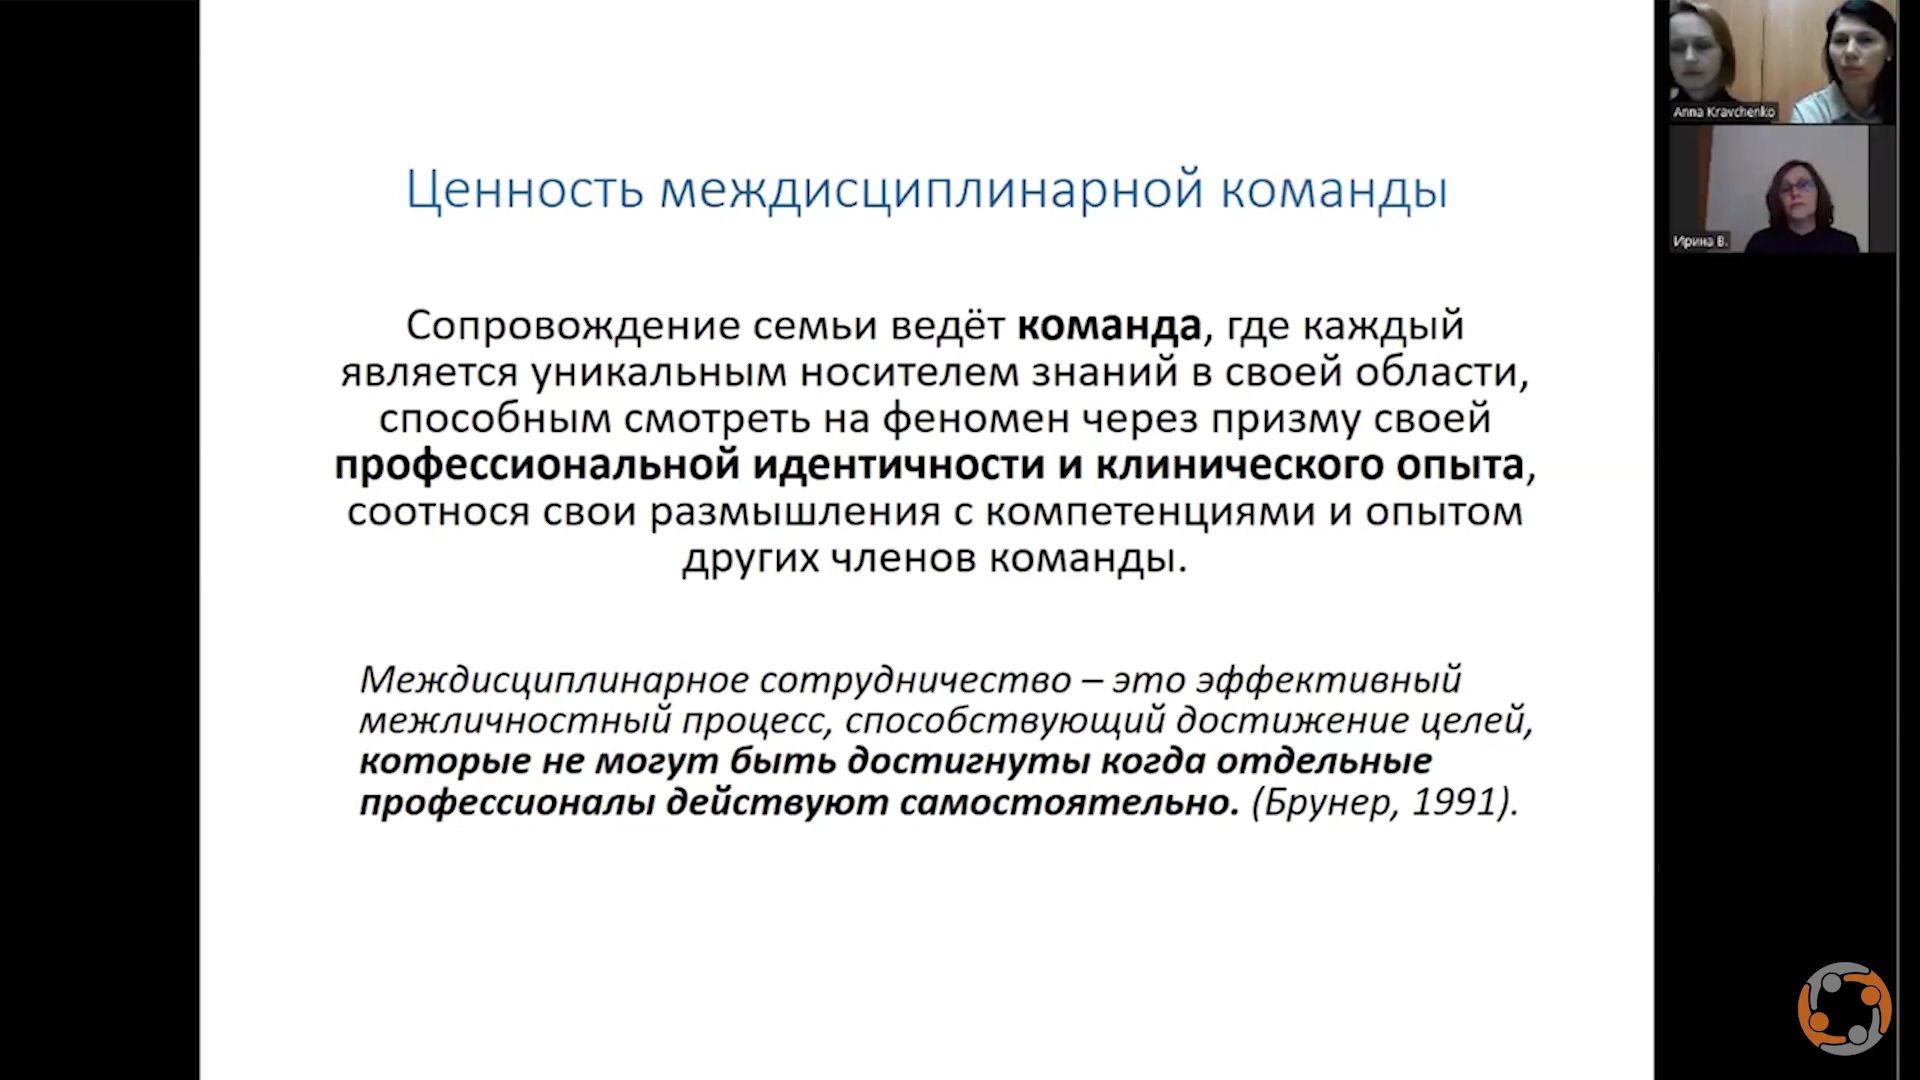 Ценность междисциплинарной команды
Сопровождение семьи ведёт команда, где каждый
является уникальным носителем знаний в своей области,
способным смотреть на феномен через призму своей
профессиональной идентичности и клинического опыта,
соотнося свои размышления с компетенциями и опытом
других членов команды.
Междисциплинарное сотрудничество – это эффективный
межличностный процесс, способствующий достижение целей,
которые не могут быть достигнуты когда отдельные
профессионалы действуют самостоятельно. (Брунер, 1991).
Anna Kravchenko
Ирина В.